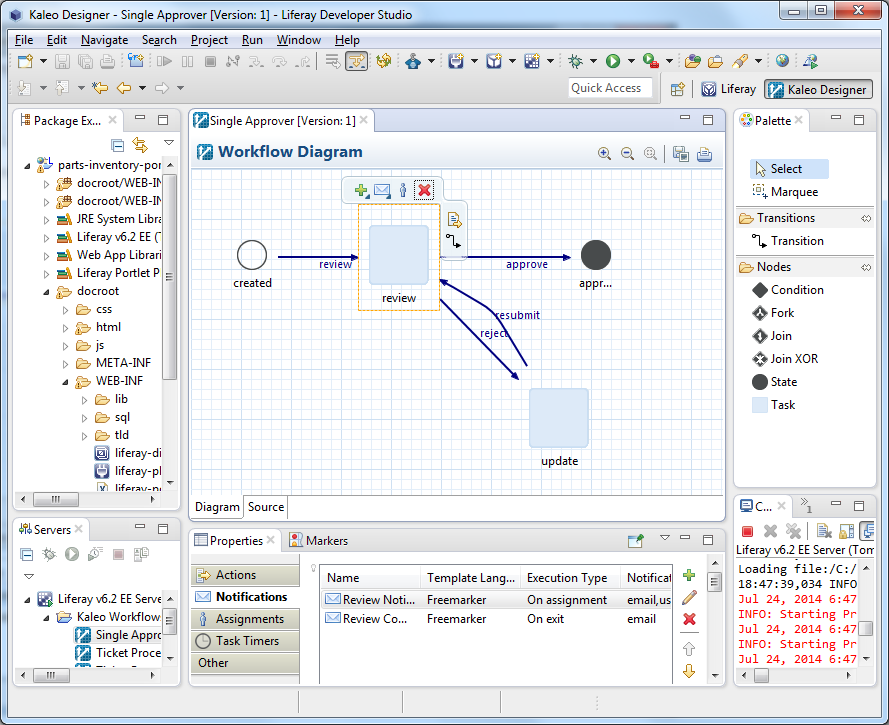 Kaleo Designer - Single Approver [Version: 1] - Liferay Developer Studio
File Edit Navigate Search Project Run Window Help
Quick Access
Liferay
Kaleo Designer
Package Ex...
parts-inventory-por
docroot/WEB-IN
docroot/WEB-IN
JRE System Libra
Liferay v6.2 EE (T
Web App Librari
Liferay Portlet P
docroot
css
html
js
META-INF
WEB-INF
lib
sql
tld
liferay-di
liferay-pl
Single Approver [Version: 1]
Workflow Diagram
created
review
review
approve
appr...
resubmit
reject
update
Diagram
Source
Palette
Select
Marquee
Transitions
Transition
Nodes
Condition
Fork
Join
Join XOR
State
Task
Servers
Liferay v6.2 EE Serve
Kaleo Workflows
Single Appro
Ticket Proce
Properties
Markers
Actions
Notifications
Assignments
Task Timers
Other
Name Template Lang... Execution Type Notificat
Review Noti... Freemarker On assignment email,us
Review Co... Freemarker On exit email
C...
1
Liferay v6.2 EE Server (Tom
Loading file:/C:/
18:47:39,034 INFO
Jul 24, 2014 6:47
INFO: Starting Pr
Jul 24, 2014 6:47
INFO: Starting Pr
Jul 24, 2014 6:47